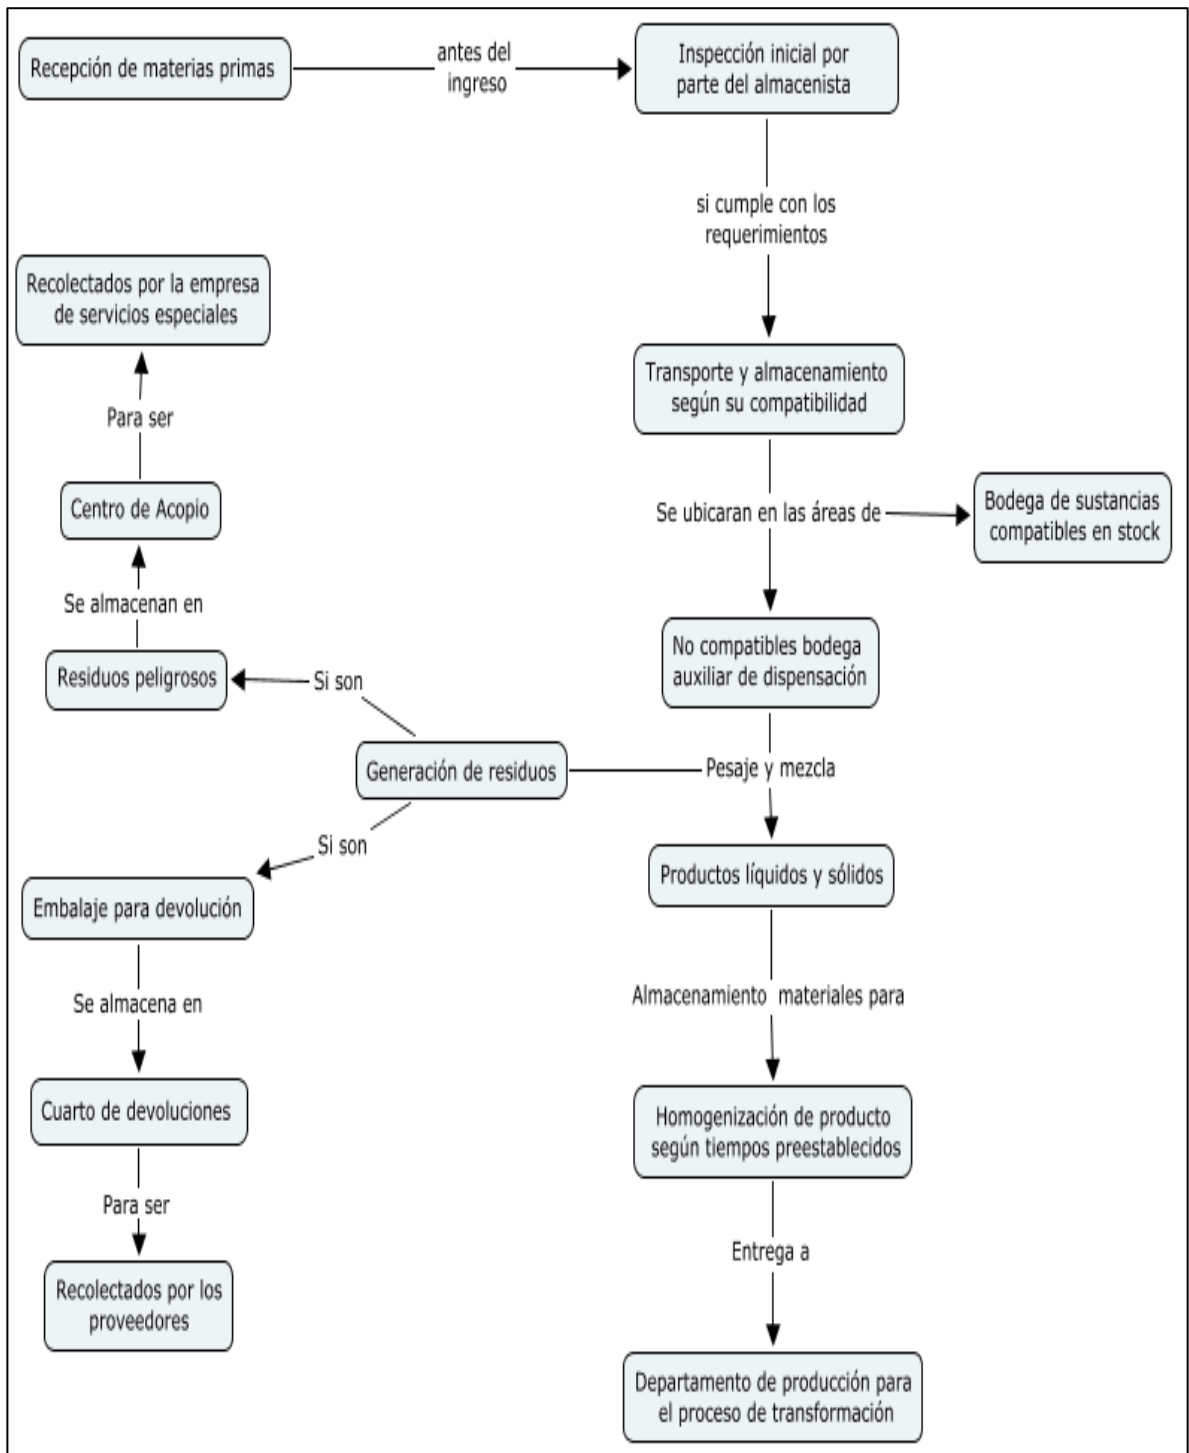 Recepción de materias primas
antes del
ingreso
Inspección inicial por
parte del almacenista
si cumple con los
requerimientos
Transporte y almacenamiento
según su compatibilidad
Se ubicaran en las áreas de
Bodega de sustancias
compatibles en stock
No compatibles bodega
auxiliar de dispensación
Pesaje y mezcla
Productos líquidos y sólidos
Almacenamiento materiales para
Homogenización de producto
según tiempos preestablecidos
Entrega a
Departamento de producción para
el proceso de transformación
Generación de residuos
Si son
Residuos peligrosos
Se almacenan en
Centro de Acopio
Para ser
Recolectados por la empresa
de servicios especiales
Si son
Embalaje para devolución
Se almacena en
Cuarto de devoluciones
Para ser
Recolectados por los
proveedores